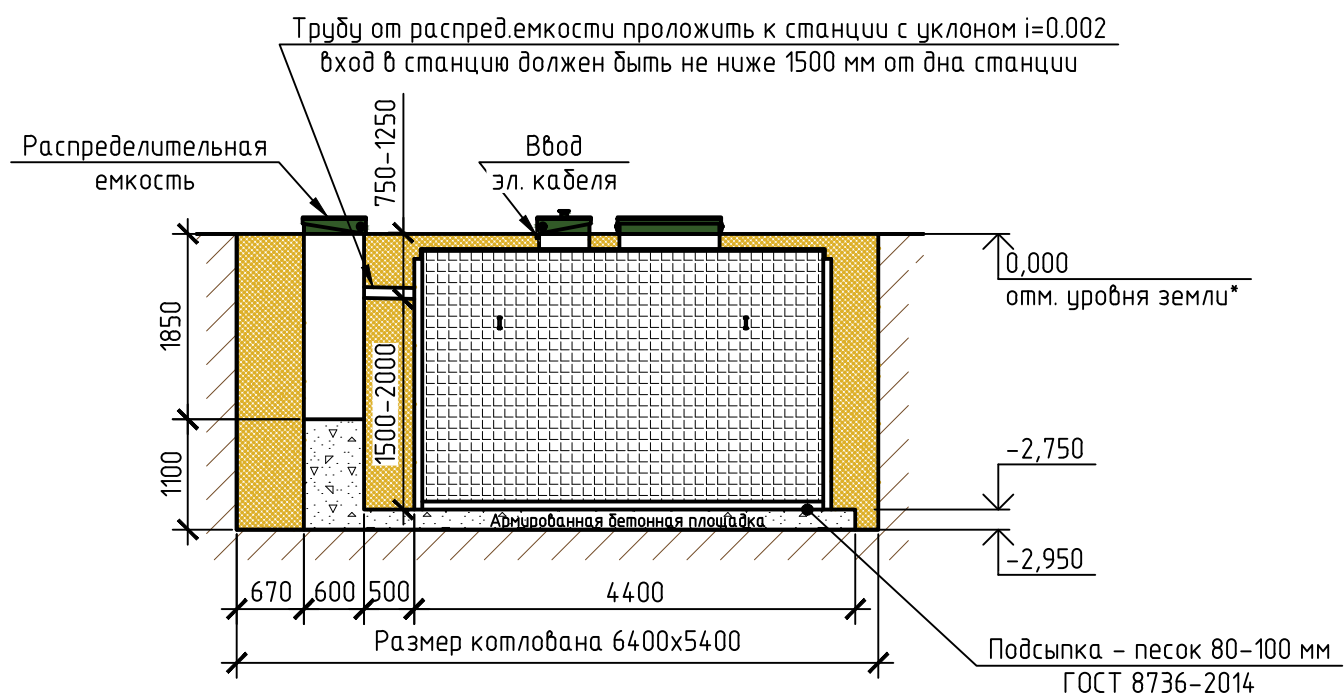 Трубу от распред.емкости проложить к станции с уклоном i=0.002
вход в станцию должен быть не ниже 1500 мм от дна станции
Распределительная
емкость
750-1250
Ввод
эл. кабеля
0,000
отм. уровня земли*
1850
1500-2000
1100
-2,750
Армированная бетонная площадка
-2,950
670
600
500
4400
Размер котлована 6400х5400
Подсыпка - песок 80-100 мм
ГОСТ 8736-2014